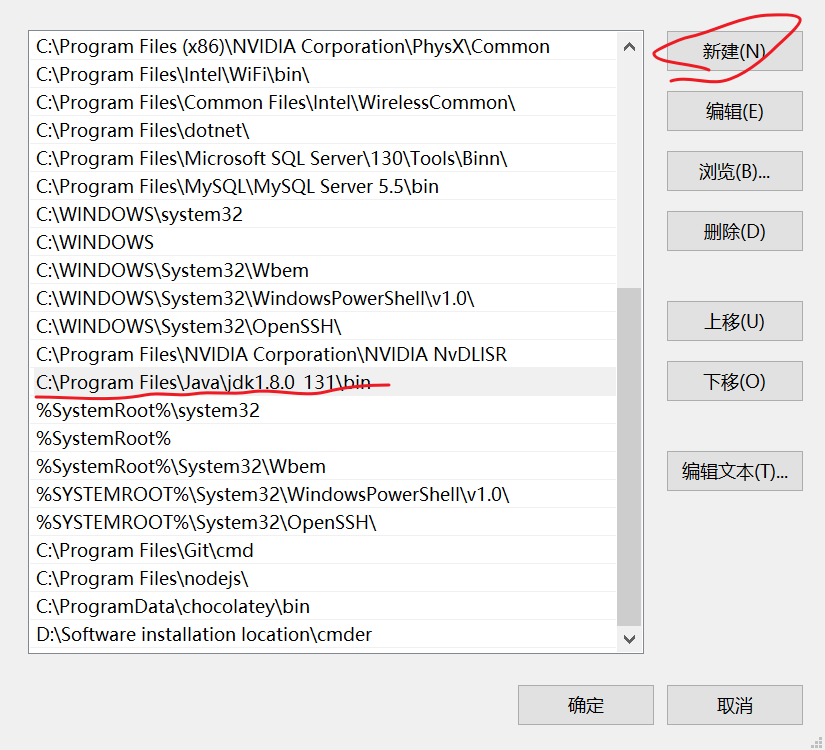 C:\Program Files (x86)\NVIDIA Corporation\PhysX\Common
C:\Program Files\Intel\WiFi\bin\
C:\Program Files\Common Files\Intel\WirelessCommon\
C:\Program Files\dotnet\
C:\Program Files\Microsoft SQL Server\130\Tools\Binn\
C:\Program Files\MySQL\MySQL Server 5.5\bin
C:\WINDOWS\system32
C:\WINDOWS
C:\WINDOWS\System32\Wbem
C:\WINDOWS\System32\WindowsPowerShell\v1.0\
C:\WINDOWS\System32\OpenSSH\
C:\Program Files\NVIDIA Corporation\NVIDIA NvDLISR
C:\Program Files\Java\jdk1.8.0_131\bin
%SystemRoot%\system32
%SystemRoot%
%SystemRoot%\System32\Wbem
%SYSTEMROOT%\System32\WindowsPowerShell\v1.0\
%SYSTEMROOT%\System32\OpenSSH\
C:\Program Files\Git\cmd
C:\Program Files\nodejs\
C:\ProgramData\chocolatey\bin
D:\Software installation location\cmder
新建(N)
编辑(E)
浏览(B)...
删除(D)
上移(U)
下移(O)
编辑文本(T)...
确定
取消